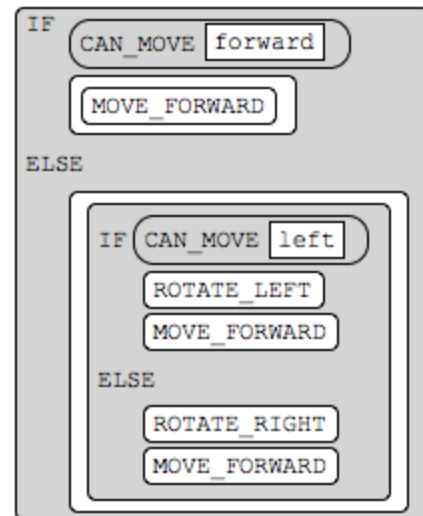 IF
CAN_MOVE forward
MOVE_FORWARD
ELSE
IF CAN_MOVE left
ROTATE_LEFT
MOVE_FORWARD
ELSE
ROTATE_RIGHT
MOVE_FORWARD